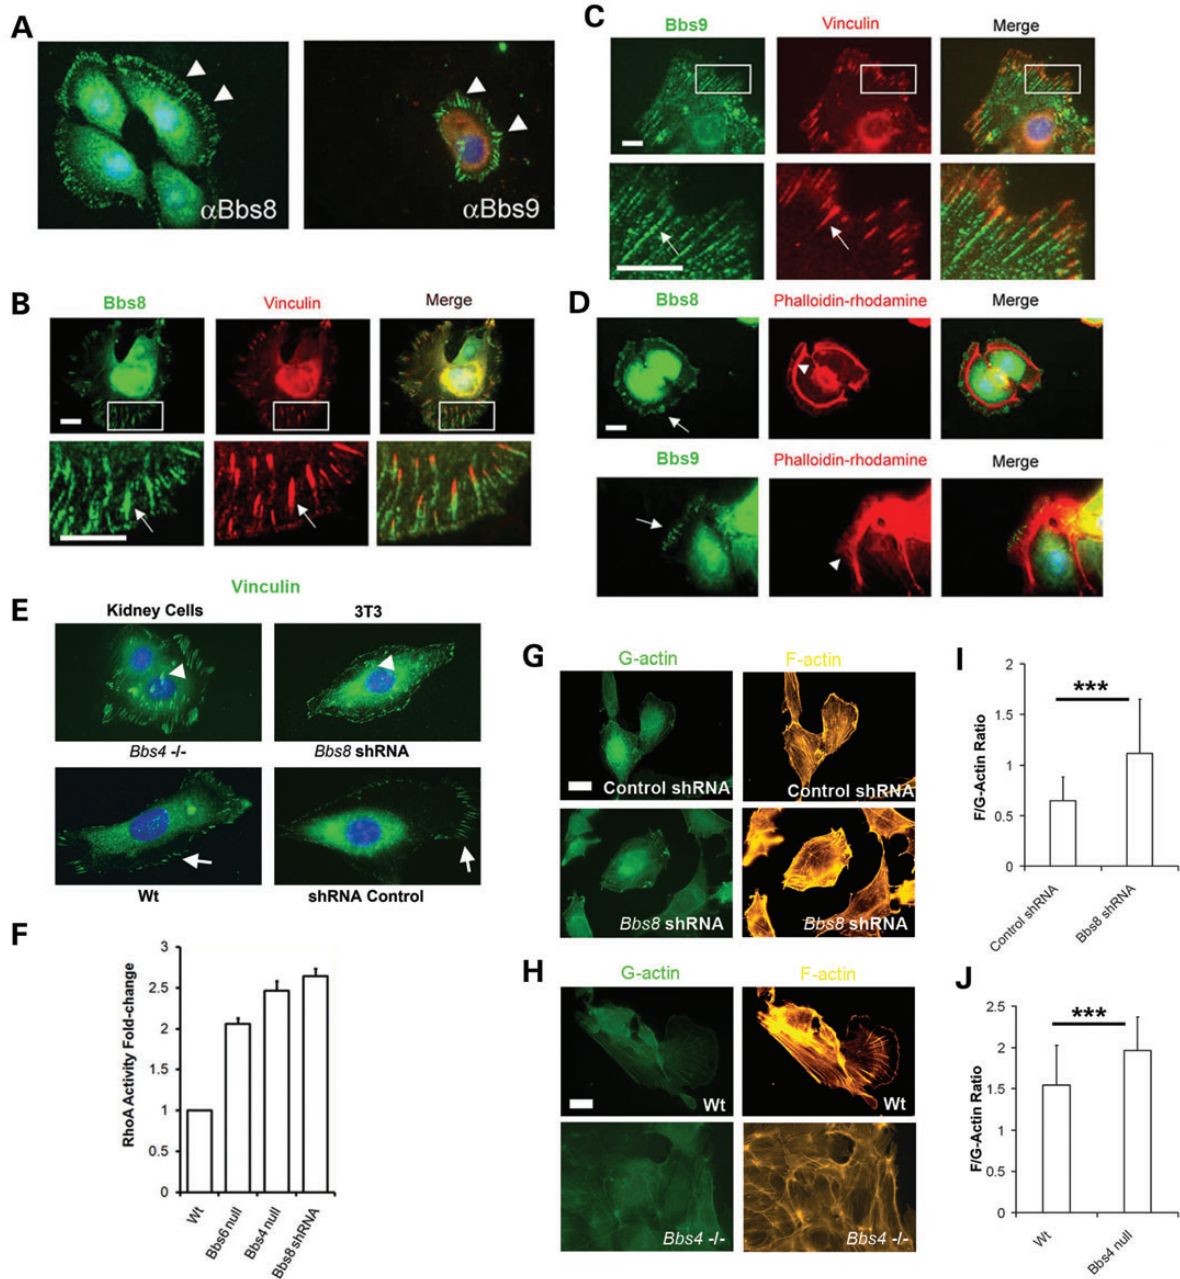 A
αBbs8
αBbs9
C
Bbs9 Vinculin Merge
B
Bbs8 Vinculin Merge
D
Bbs8 Phalloidin-rhodamine Merge
Bbs9 Phalloidin-rhodamine Merge
E
Vinculin
Kidney Cells 3T3
Bbs4 -/- Bbs8 shRNA
Wt shRNA Control
F
RhoA Activity Fold-change
3
2.5
2
1
0.5
0
Wt
Bbs6 null
Bbs4 null
Bbs8 shRNA
G
G-actin F-actin
Control shRNA Control shRNA
Bbs8 shRNA Bbs8 shRNA
H
G-actin F-actin
Wt
Bbs4 -/-
I
F/G-Actin Ratio
2
1.5
1
0.5
0
***
Control shRNA
Bbs8 shRNA
J
F/G-Actin Ratio
2.5
2
1.5
1
0.5
0
***
Wt
Bbs4 null